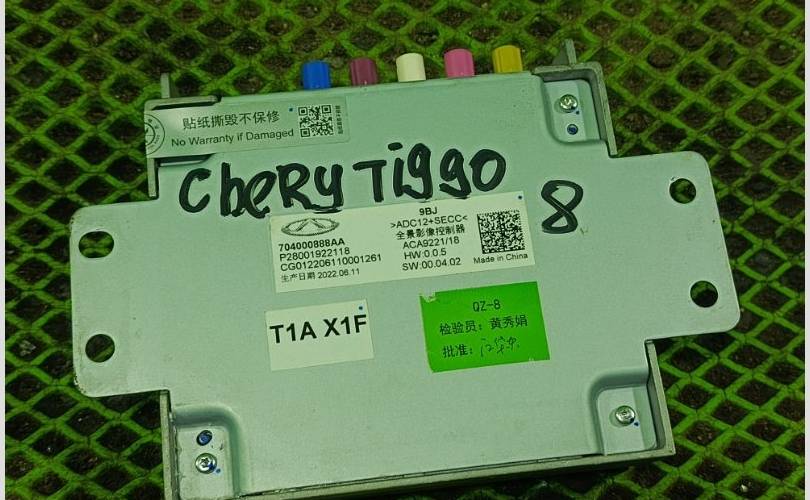 贴纸撕毁不保修
No Warranty if Damaged
CheRy Tiggo
8
704000888AA
P28001922118
CG012206110001261
生产日期 2022.06.11
9BJ
>ADC12+SECC<
全景影像控制器
ACA9221/18
HW:0.0.5
SW:00.04.02
Made in China
T1A X1F
QZ-8
检验员：黄秀娟
批准：